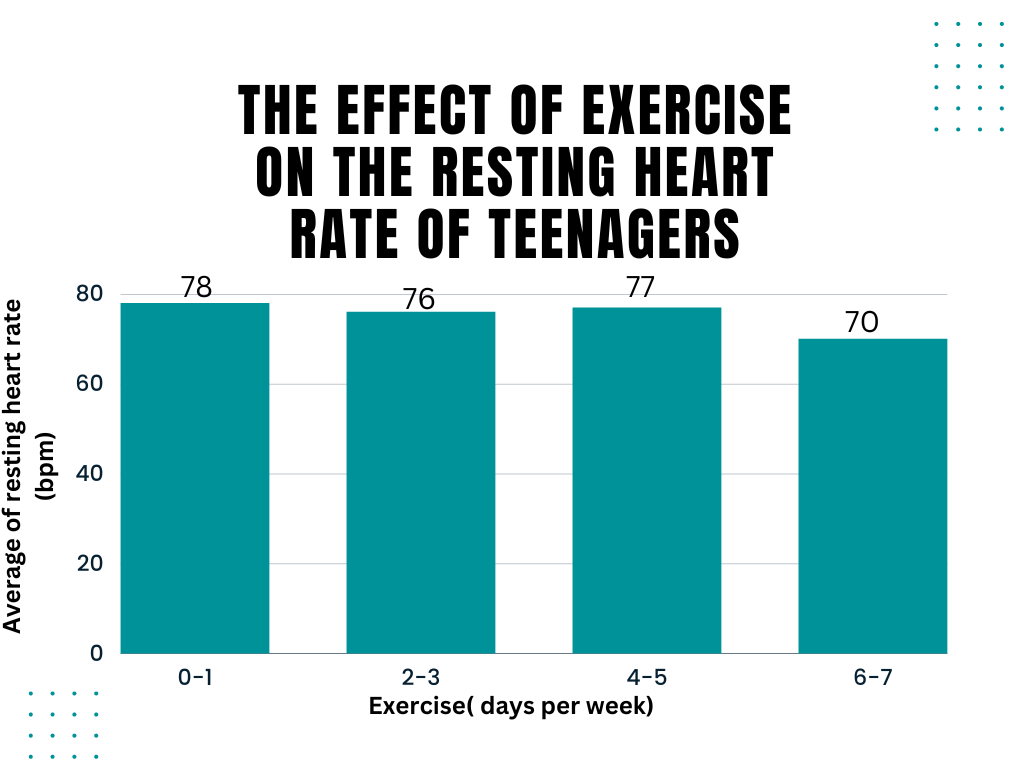 THE EFFECT OF EXERCISE
ON THE RESTING HEART
RATE OF TEENAGERS
Average of resting heart rate
(bpm)
80
60
40
20
0
78
76
77
70
0-1
2-3
4-5
6-7
Exercise( days per week)